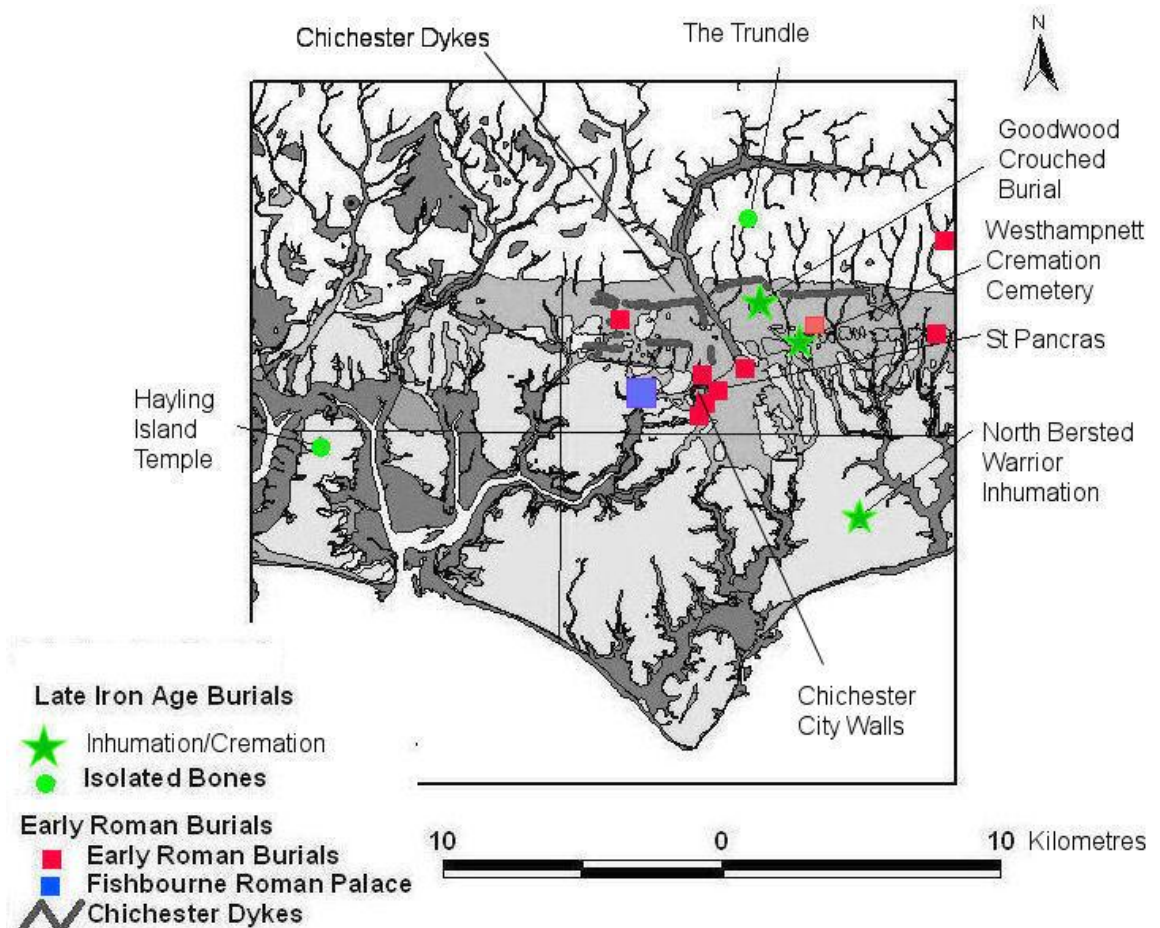 Chichester Dykes
The Trundle
N
Goodwood
Crouched
Burial
Westhampnett
Cremation
Cemetery
St Pancras
Hayling
Island
Temple
North Bersted
Warrior
Inhumation
Chichester
City Walls
Late Iron Age Burials
Inhumation/Cremation
Isolated Bones
Early Roman Burials
Early Roman Burials
Fishbourne Roman Palace
Chichester Dykes
10 0 10 Kilometres